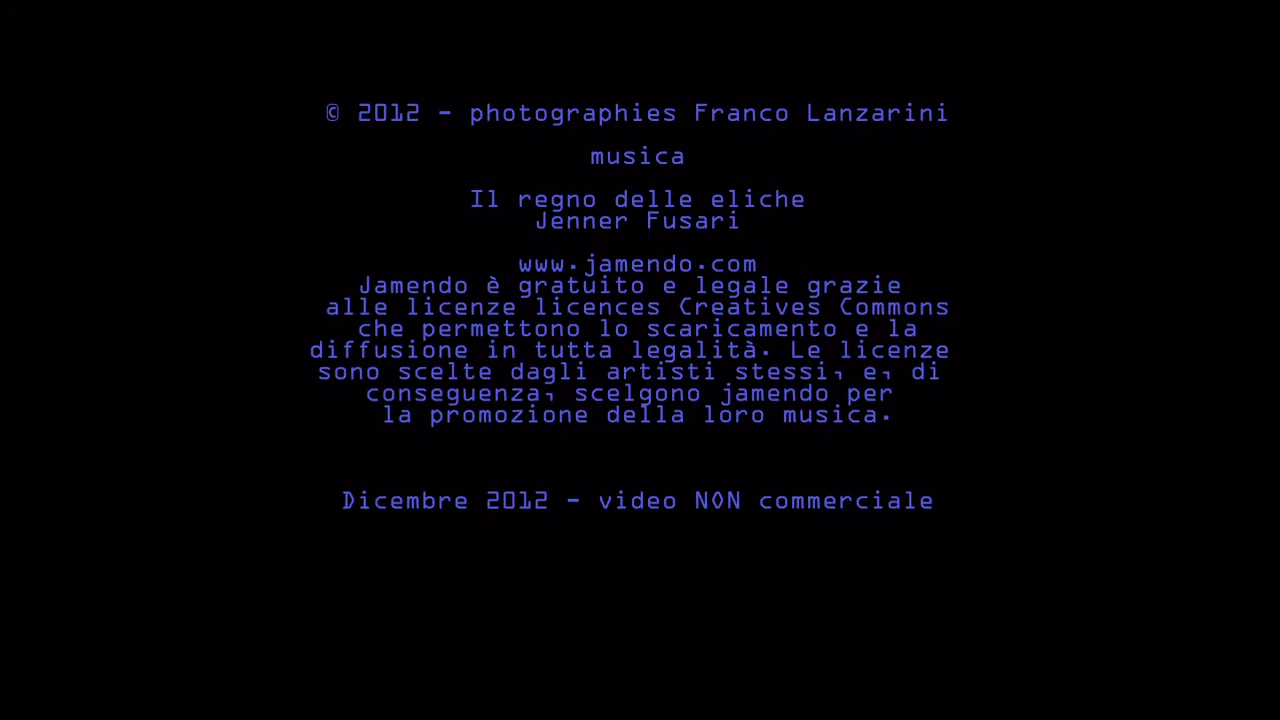 © 2012 - photographies Franco Lanzarini
musica
Il regno delle eliche
Jenner Fusari
www.jamendo.com
Jamendo è gratuito e legale grazie
alle licenze licences Creatives Commons
che permettono lo scaricamento e la
diffusione in tutta legalità. Le licenze
sono scelte dagli artisti stessi, e, di
conseguenza, scelgono jamendo per
la promozione della loro musica.
Dicembre 2012 - video NON commerciale